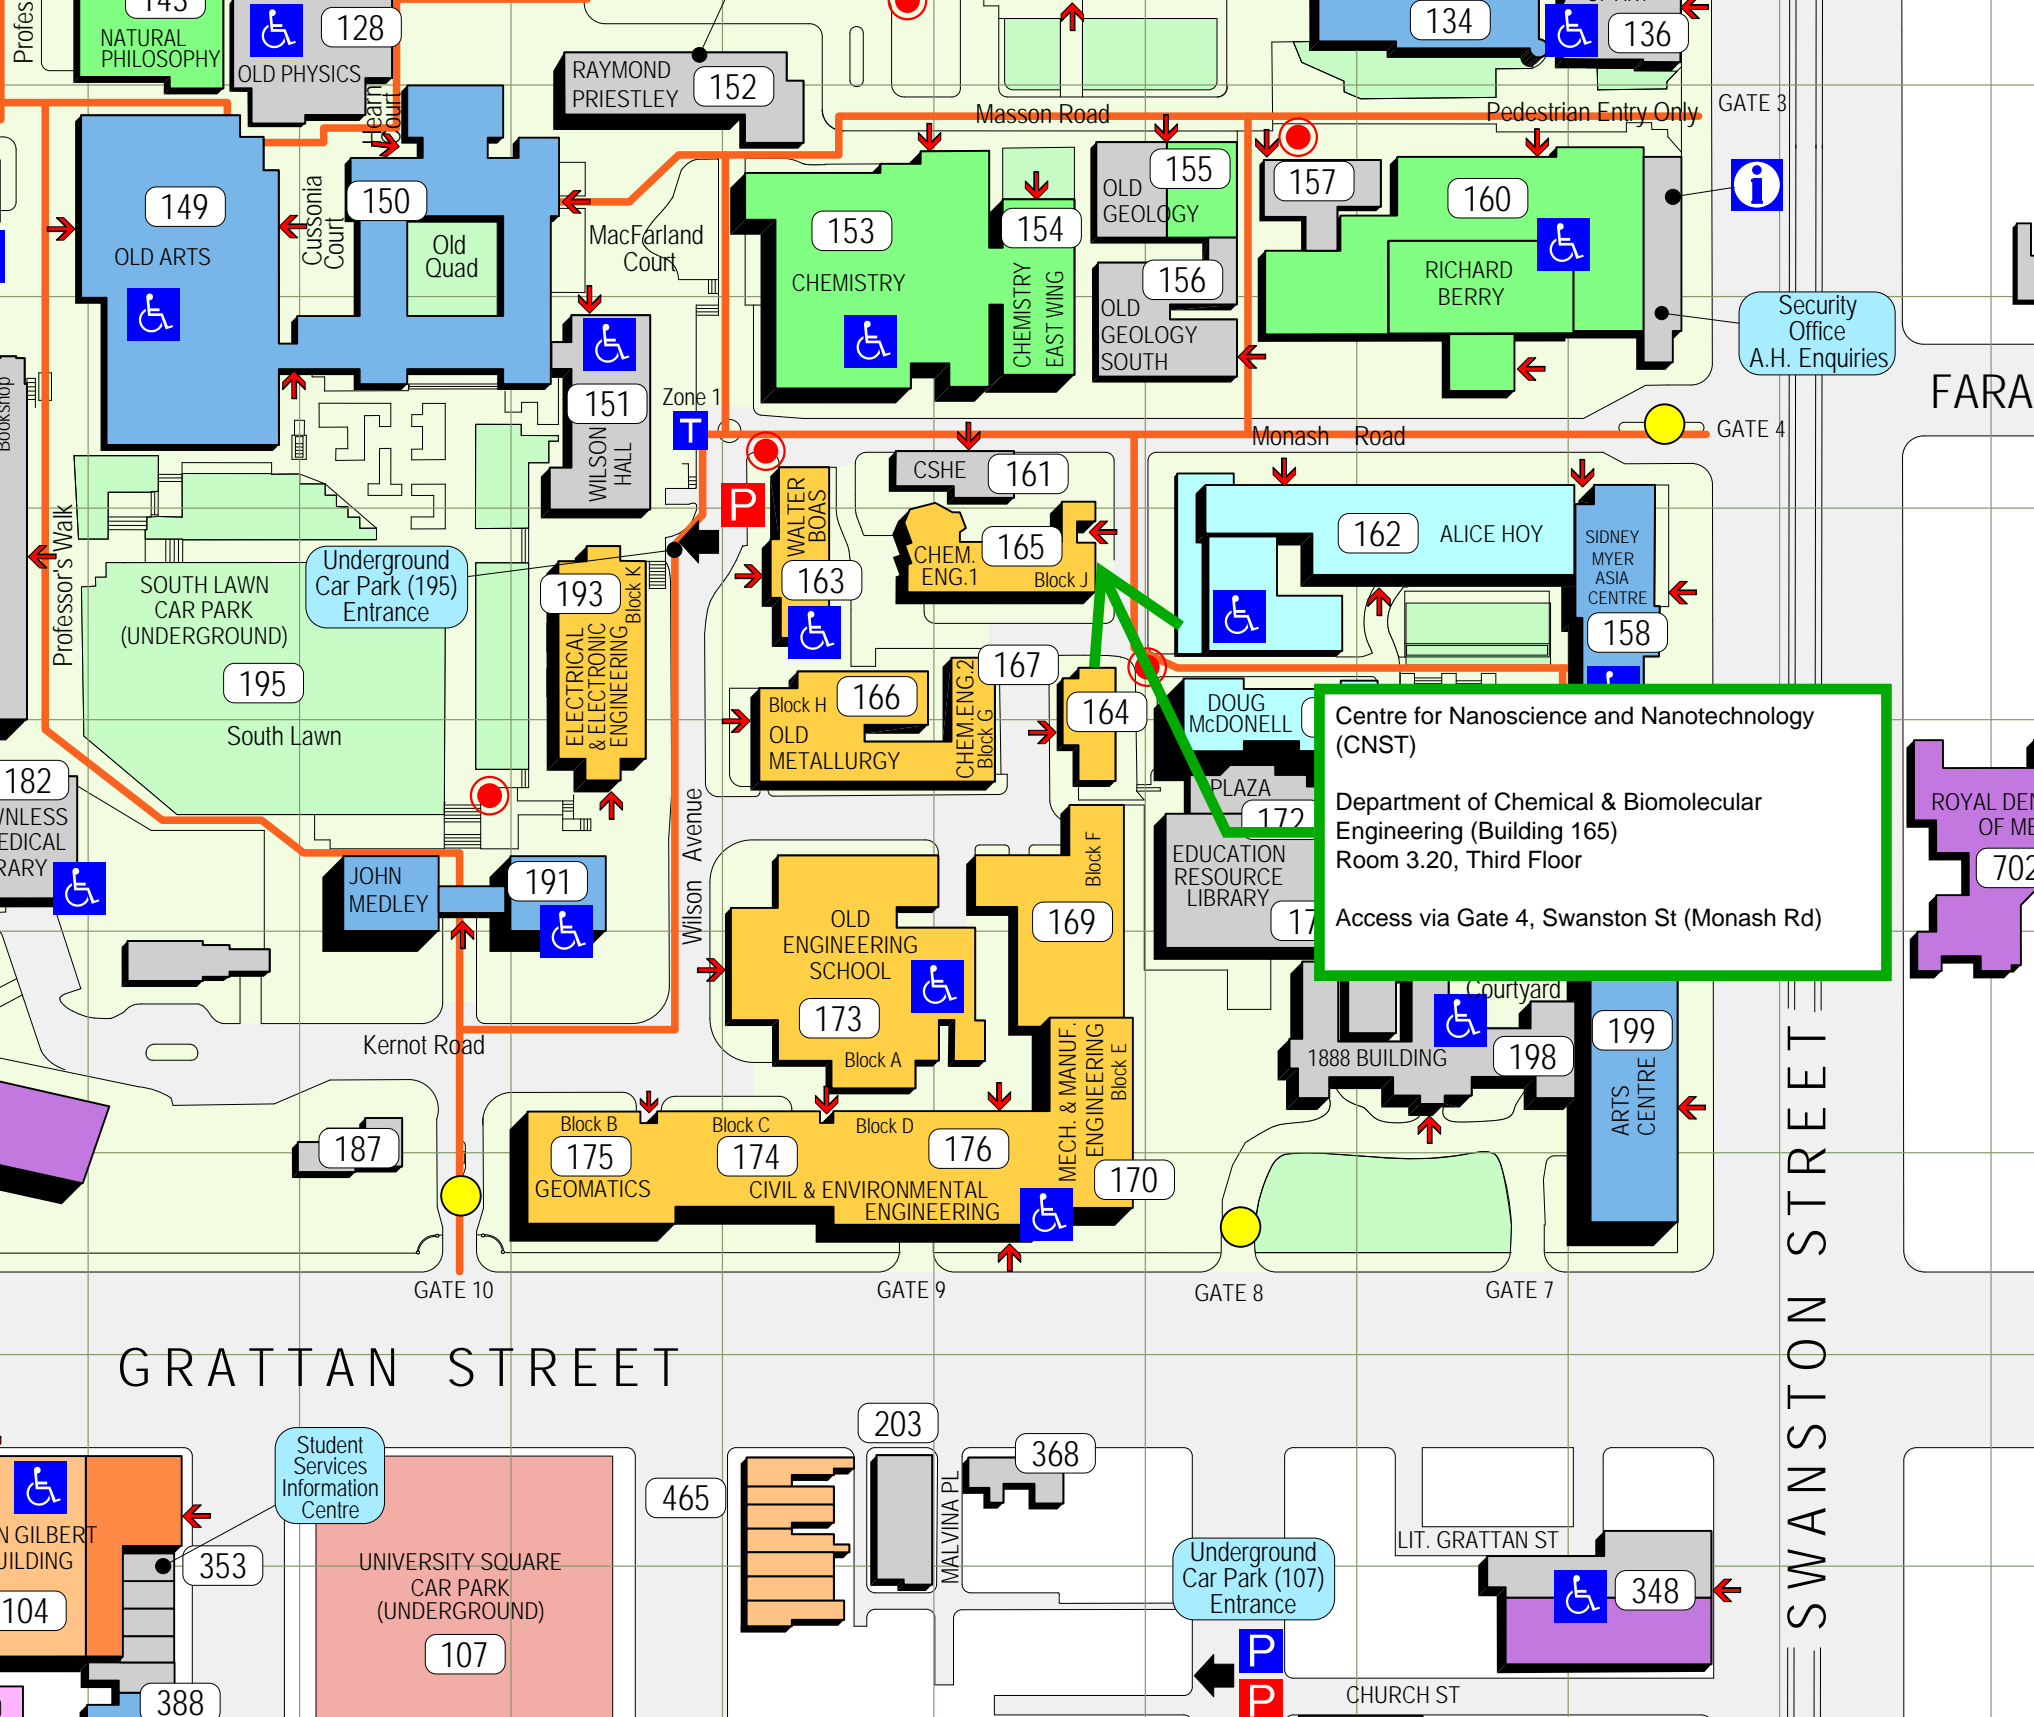 143
NATURAL
PHILOSOPHY
128
OLD PHYSICS
Hearn
Court
RAYMOND
PRIESTLEY
152
134
136
Masson Road
Pedestrian Entry Only
GATE 3
149
OLD ARTS
Cussonia
Court
150
Old
Quad
MacFarland
Court
153
CHEMISTRY
154
CHEMISTRY
EAST WING
155
OLD
GEOLOGY
156
OLD
GEOLOGY
SOUTH
157
160
RICHARD
BERRY
i
Security
Office
A.H. Enquiries
FARA
151
WILSON
HALL
Zone 1
T
Bookshop
Monash Road
GATE 4
Professor's Walk
P
WALTER
BOAS
163
CSHE
161
CHEM.
ENG.1
165
Block J
162
ALICE HOY
SIDNEY
MYER
ASIA
CENTRE
158
Underground
Car Park (195)
Entrance
SOUTH LAWN
CAR PARK
(UNDERGROUND)
195
South Lawn
193
Block K
ELECTRICAL
& ELECTRONIC
ENGINEERING
167
166
Block H
OLD
METALLURGY
CHEM.ENG.2
Block G
164
DOUG
McDONELL
Centre for Nanoscience and Nanotechnology
(CNST)
Department of Chemical & Biomolecular
Engineering (Building 165)
Room 3.20, Third Floor
Access via Gate 4, Swanston St (Monash Rd)
PLAZA
172
EDUCATION
RESOURCE
LIBRARY
17
ROYAL DEN
OF ME
702
182
WNLESS
EDICAL
RARY
JOHN
MEDLEY
191
Wilson Avenue
Block F
169
OLD
ENGINEERING
SCHOOL
173
Block A
Courtyard
1888 BUILDING
198
199
ARTS
CENTRE
Kernot Road
MECH. & MANUF.
ENGINEERING
Block E
170
187
Block B
175
GEOMATICS
Block C
174
Block D
176
CIVIL & ENVIRONMENTAL
ENGINEERING
GATE 10
GATE 9
GATE 8
GATE 7
GRATTAN STREET
SWANSTON STREET
Student
Services
Information
Centre
N GILBERT
UILDING
104
353
388
UNIVERSITY SQUARE
CAR PARK
(UNDERGROUND)
107
465
203
MALVINA PL
368
Underground
Car Park (107)
Entrance
P
P
LIT. GRATTAN ST
348
CHURCH ST